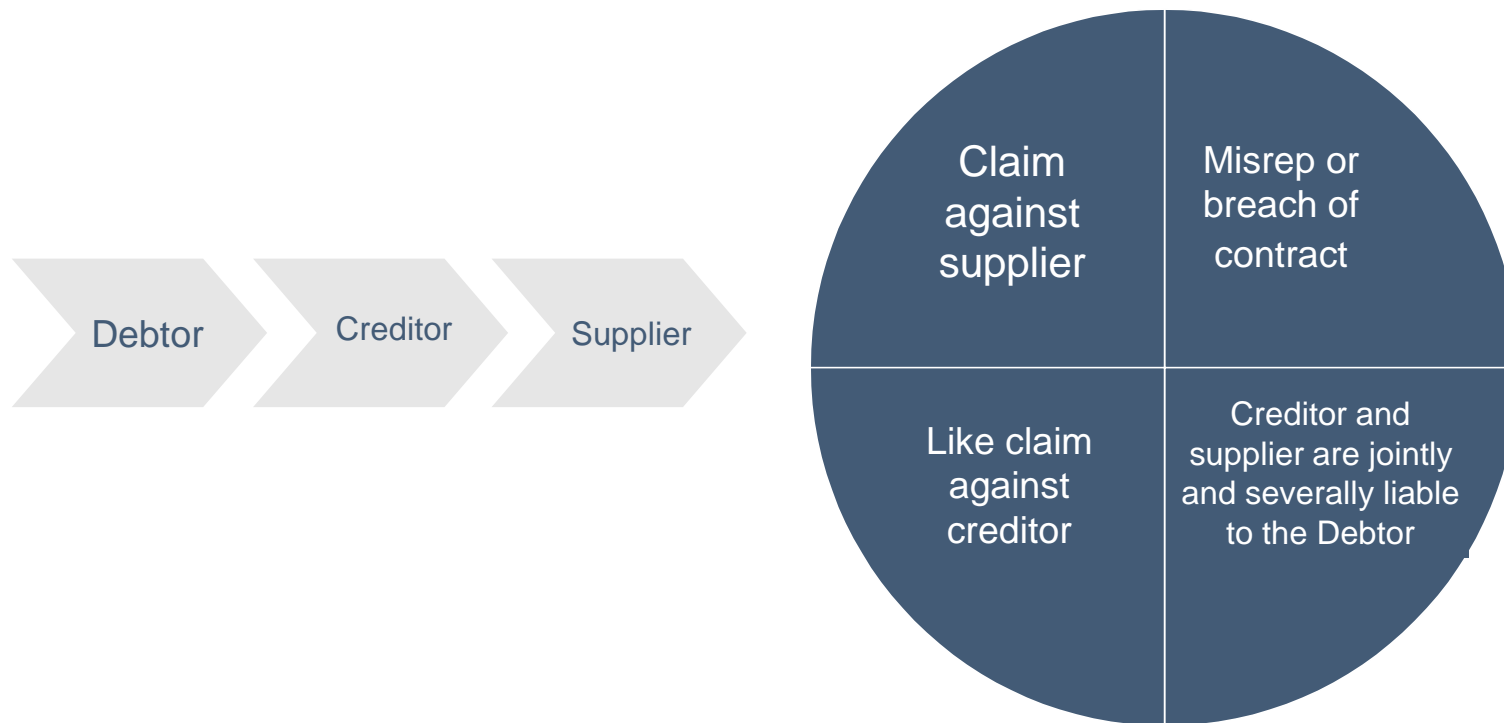 Debtor
Creditor
Supplier
Claim
against
supplier
Misrep or
breach of
contract
Like claim
against
creditor
Creditor and
supplier are jointly
and severally liable
to the Debtor